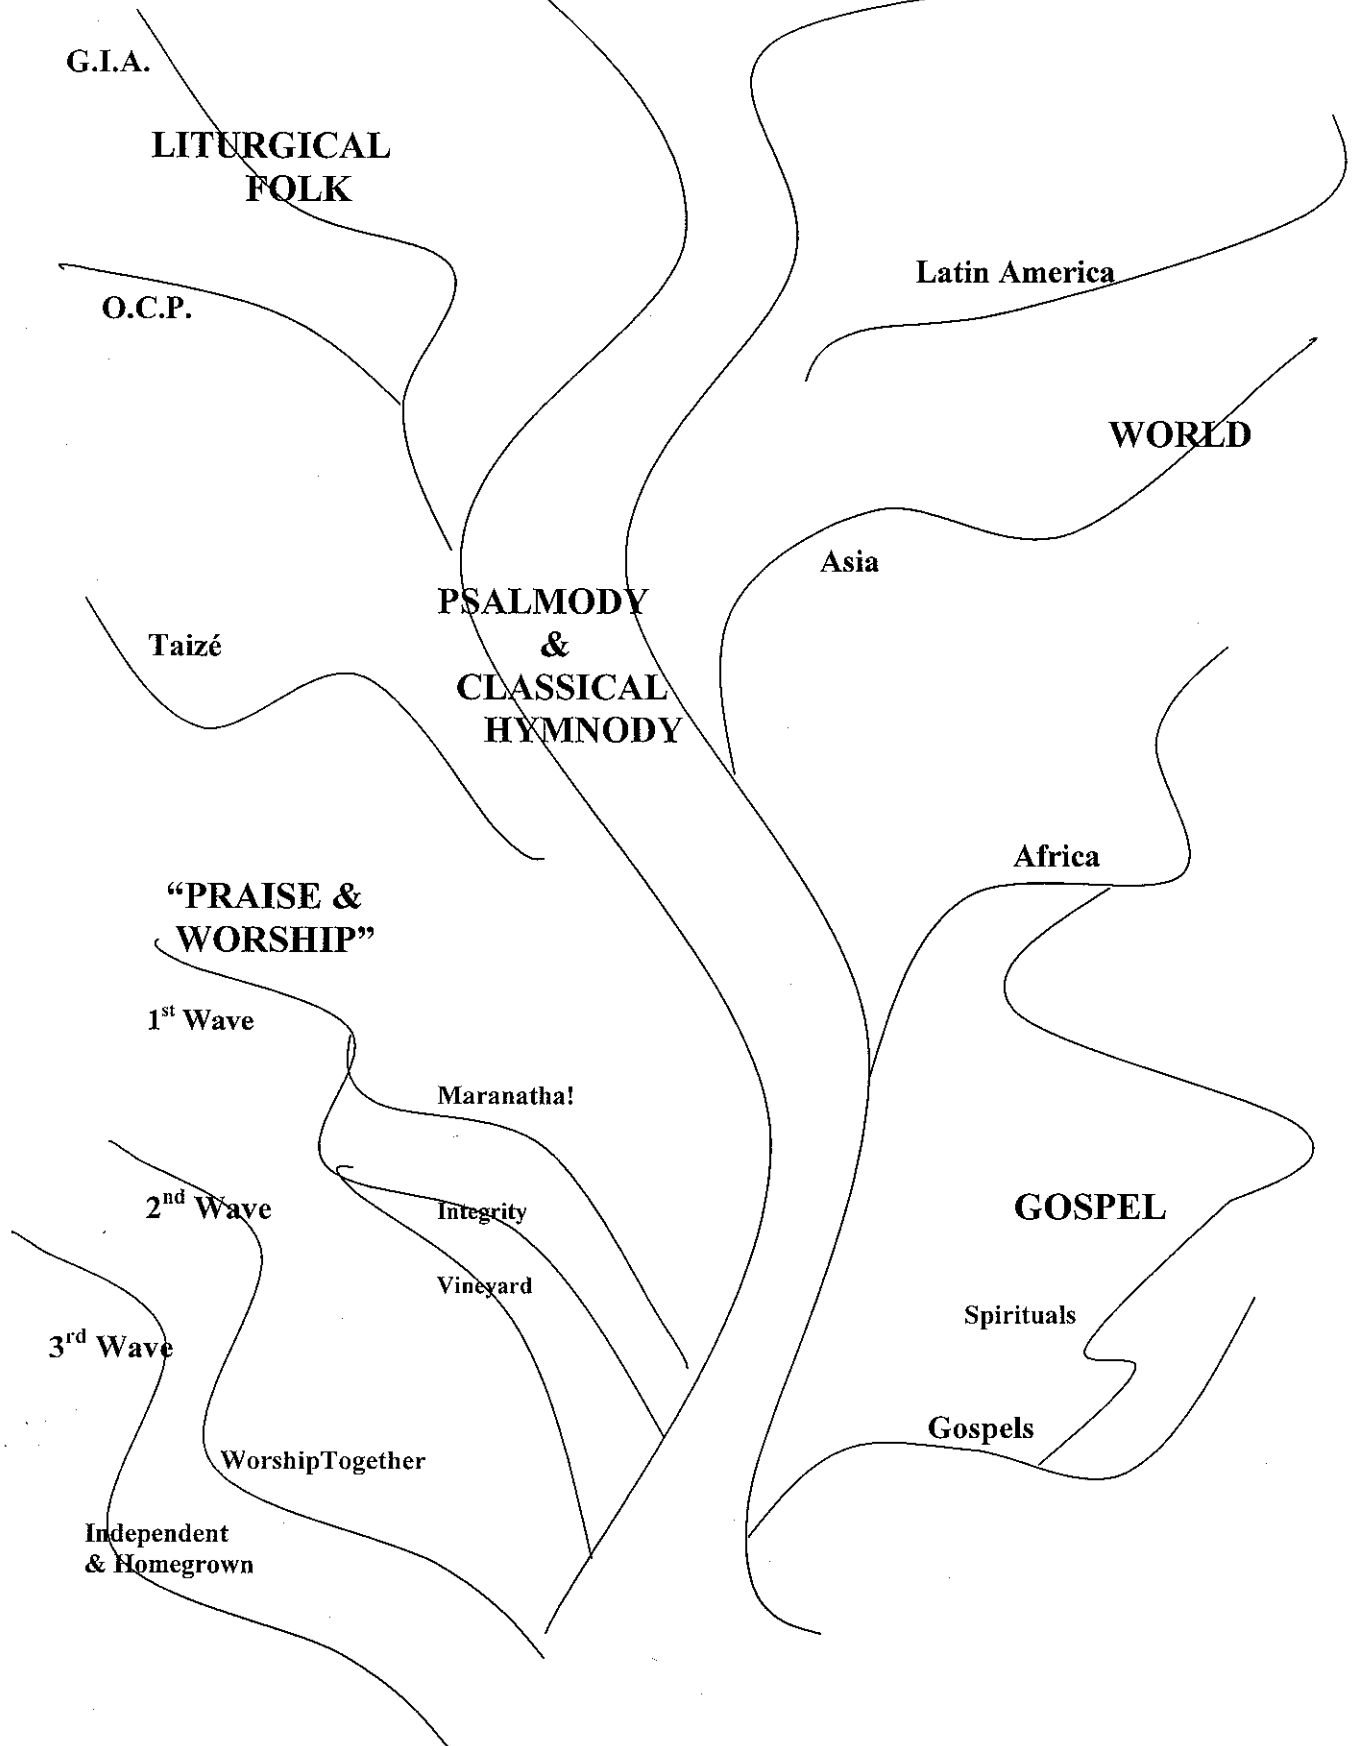 G.I.A.
LITURGICAL
FOLK
O.C.P.
Latin America
WORLD
Asia
PSALMODY
&
CLASSICAL
HYMNODY
Taizé
Africa
“PRAISE &
WORSHIP”
1st Wave
Maranatha!
2nd Wave
Integrity
GOSPEL
Vineyard
Spirituals
3rd Wave
Gospels
WorshipTogether
Independent
& Homegrown